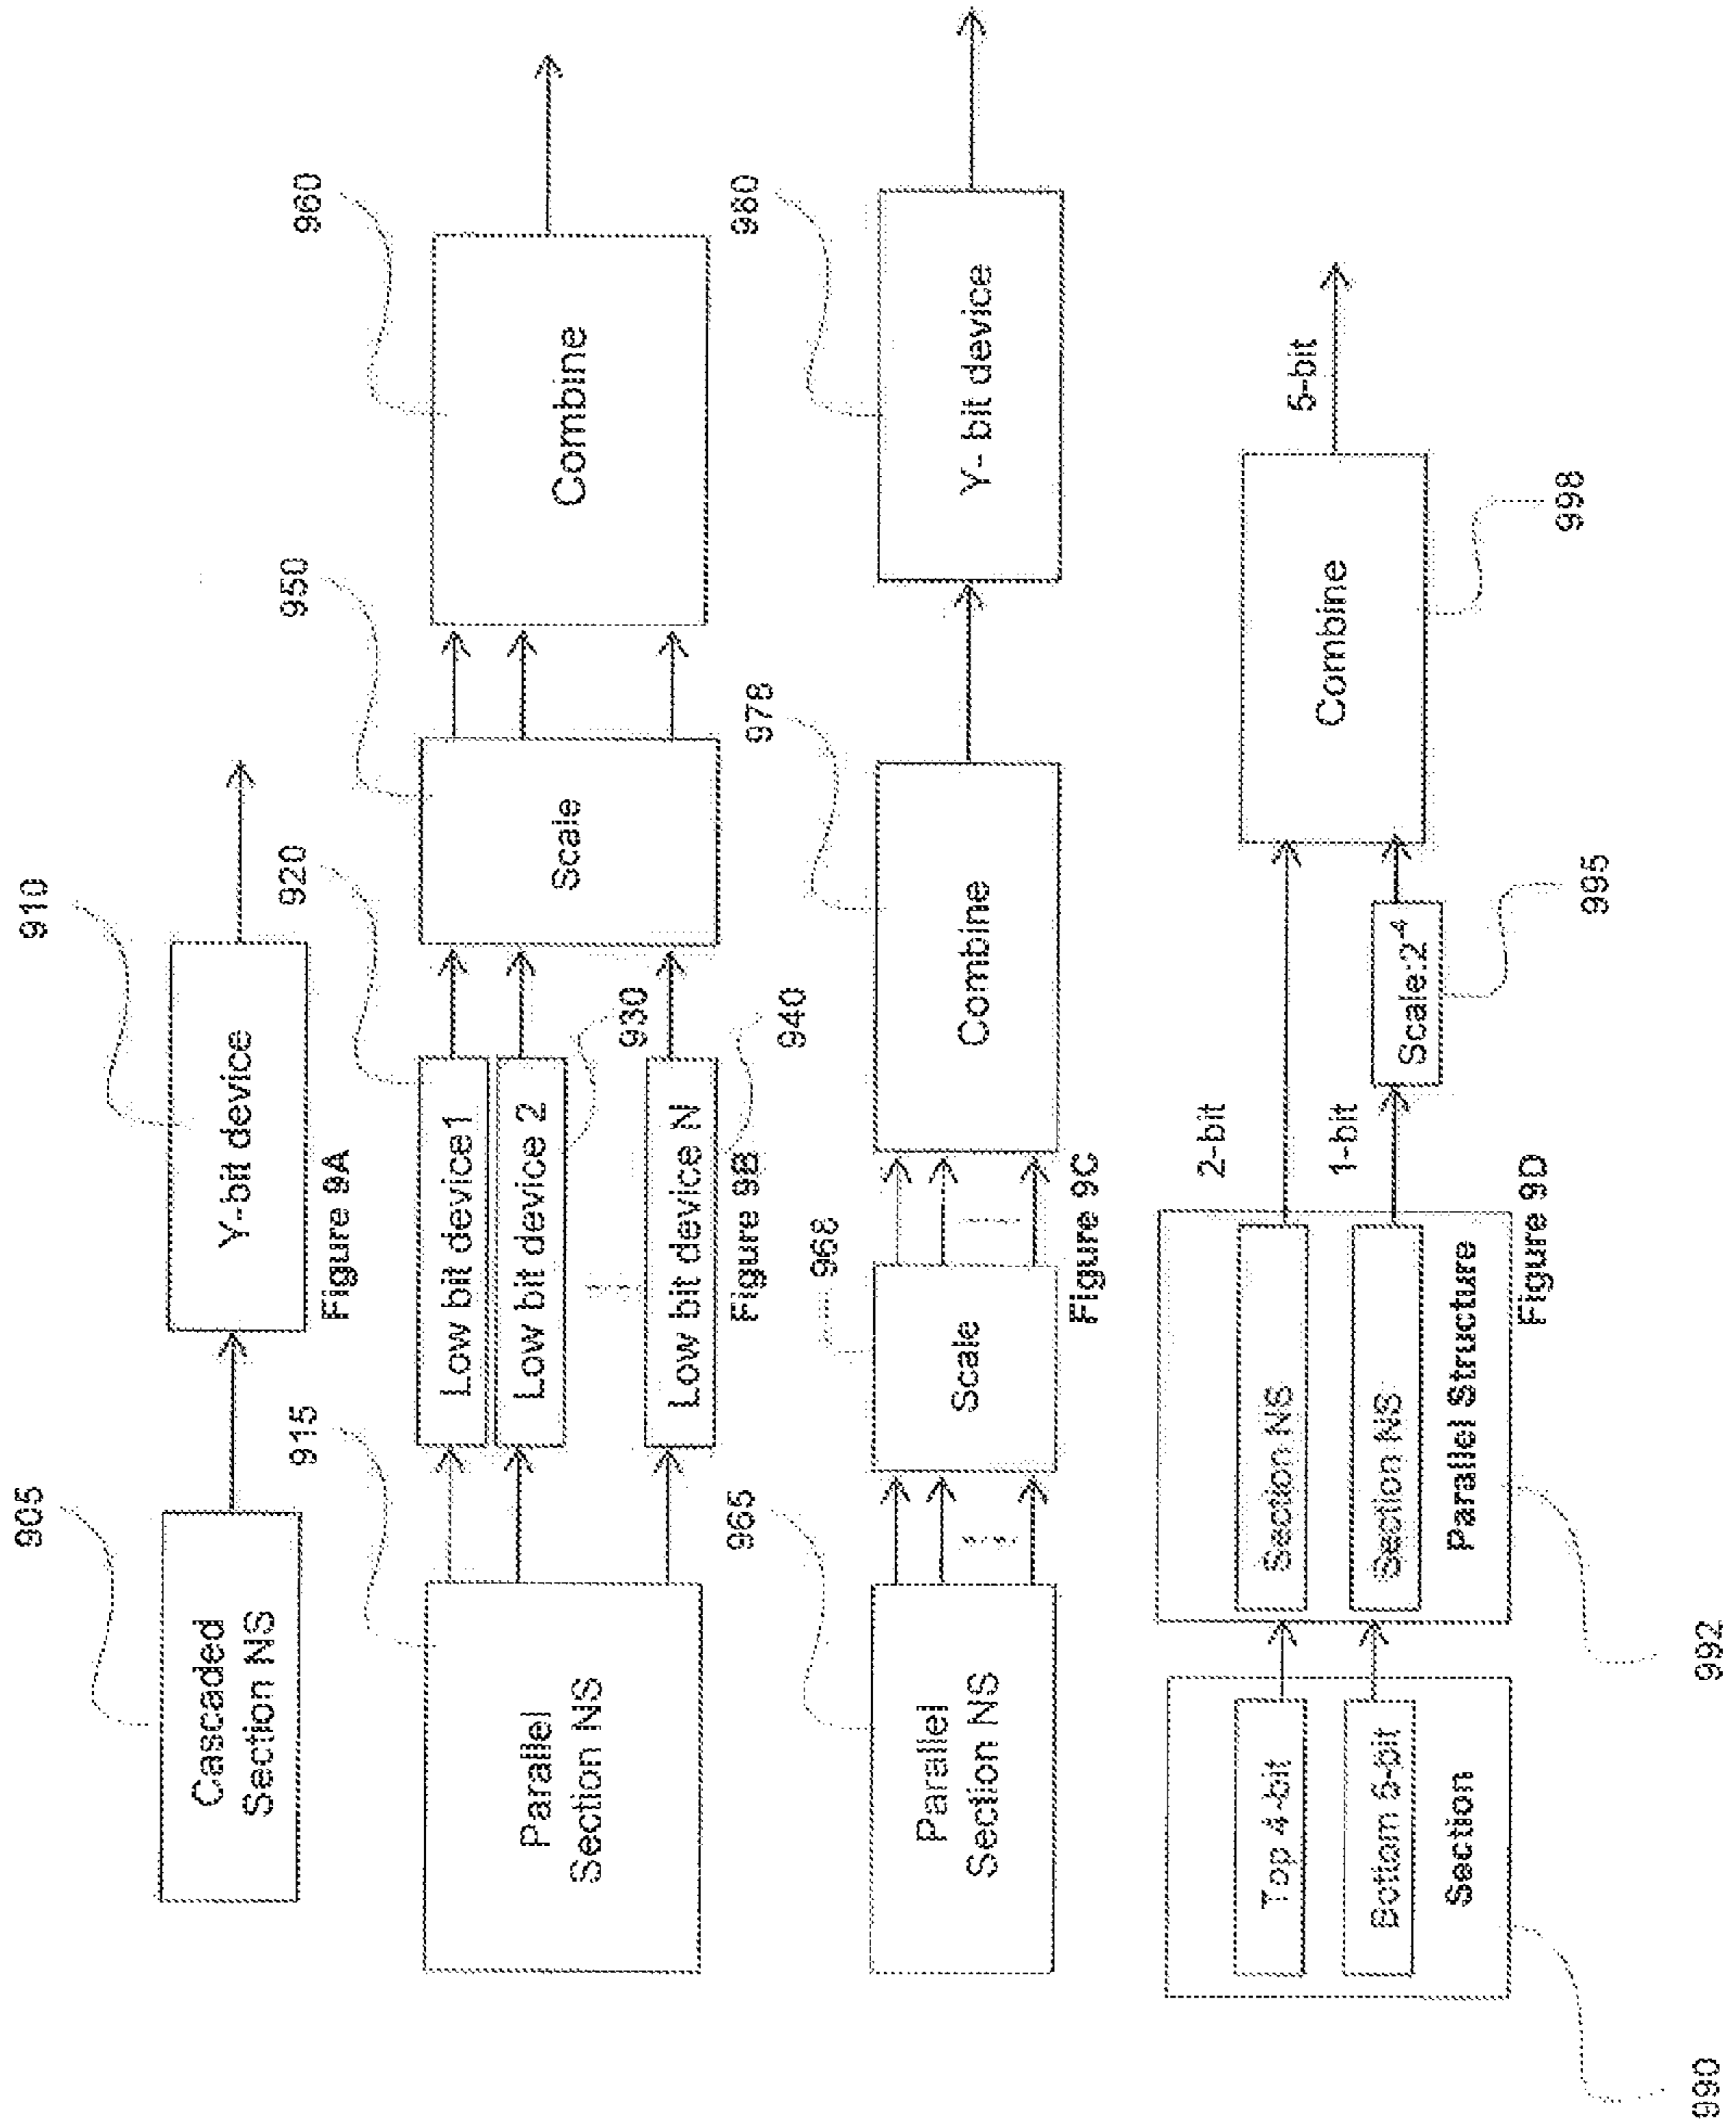 905
910
Cascaded
Section NS
Y-bit device
Figure 9A
915
920
950
960
Parallel
Section NS
Low bit device1
Low bit device 2
930
Low bit device N
940
Scale
Combine
Figure 9B
965
968
978
980
Parallel
Section NS
Scale
Combine
Y- bit device
Figure 9C
990
992
Top 4-bit
Bottom 5-bit
Section
Section NS
Section NS
Parallel Structure
2-bit
1-bit
Scale:2-4
995
Combine
998
5-bit
Figure 9D